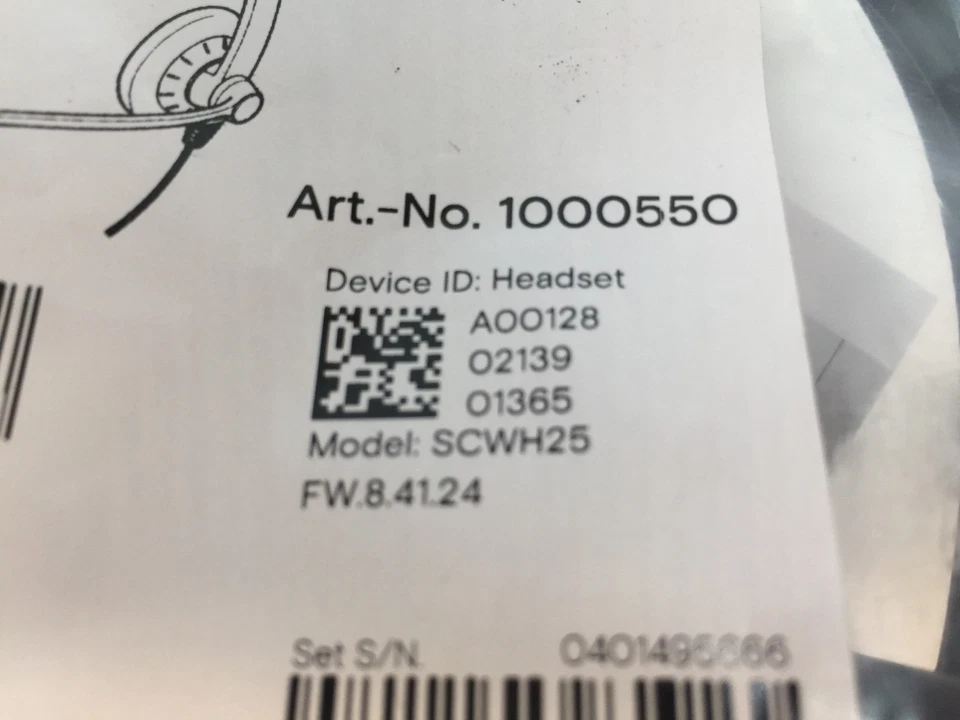 Art.-No. 1000550
Device ID: Headset
A00128
02139
01365
Model: SCWH25
FW.8.41.24
Set S/N.